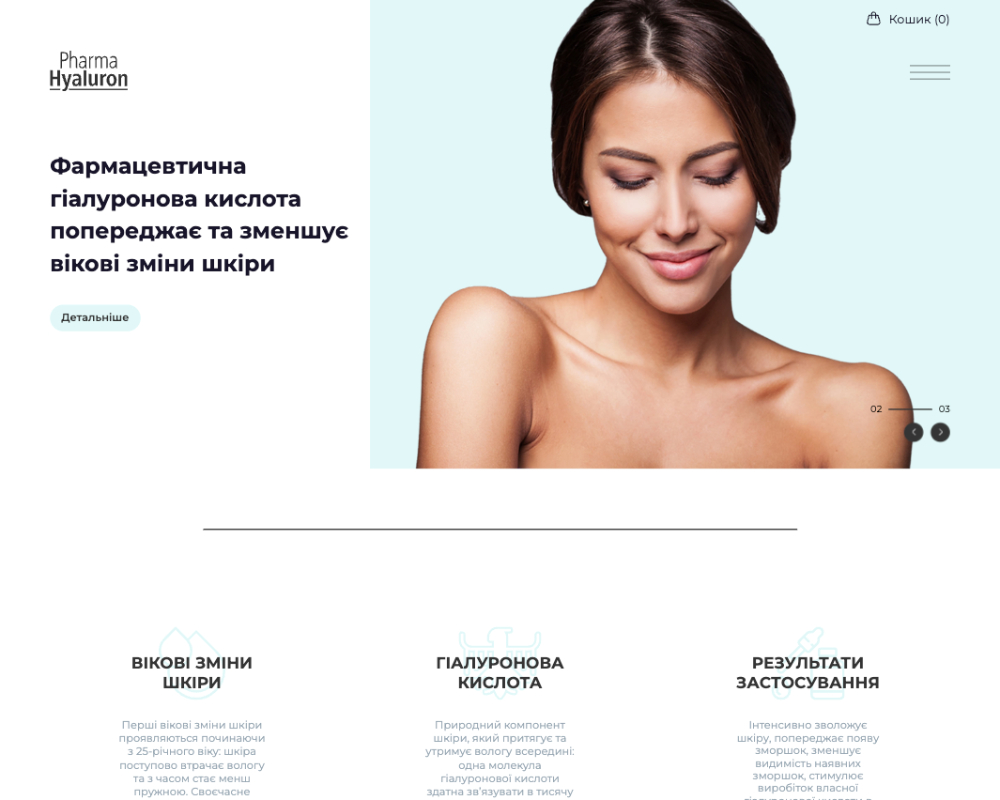 Кошик (0)
Pharma
Hyaluron
Фармацевтична
гіалуронова кислота
попереджає та зменшує
вікові зміни шкіри
Детальніше
02
03
ВІКОВІ ЗМІНИ
ШКІРИ
Перші вікові зміни шкіри
проявляються починаючи
з 25-річного віку: шкіра
поступово втрачає вологу
та з часом стає менш
пружною. Своєчасне
ГІАЛУРОНОВА
КИСЛОТА
Природний компонент
шкіри, який притягує та
утримує вологу всередині:
одна молекула
гіалуронової кислоти
здатна зв’язувати в тисячу
РЕЗУЛЬТАТИ
ЗАСТОСУВАННЯ
Інтенсивно зволожує
шкіру, попереджає появу
зморшок, зменшує
видимість наявних
зморшок, стимулює
виробіток власної